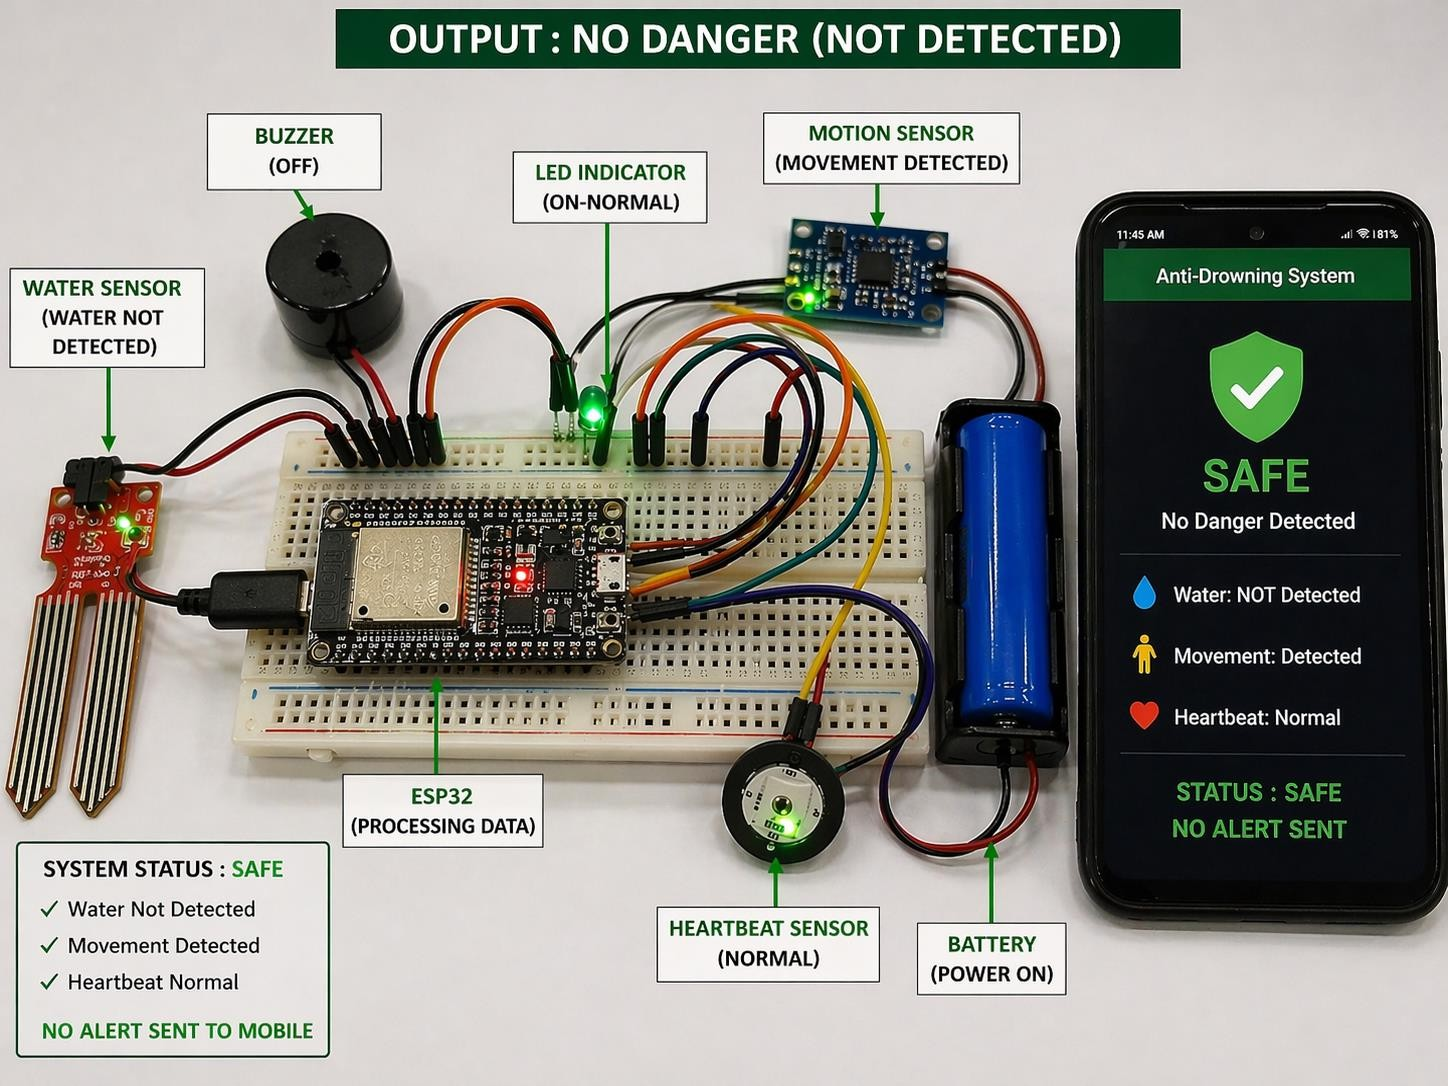 OUTPUT : NO DANGER (NOT DETECTED)
BUZZER
(OFF)
LED INDICATOR
(ON-NORMAL)
MOTION SENSOR
(MOVEMENT DETECTED)
WATER SENSOR
(WATER NOT
DETECTED)
11:45 AM
81%
Anti-Drowning System
SAFE
No Danger Detected
Water: NOT Detected
Movement: Detected
Heartbeat: Normal
STATUS : SAFE
NO ALERT SENT
ESP32
(PROCESSING DATA)
HEARTBEAT SENSOR
(NORMAL)
BATTERY
(POWER ON)
SYSTEM STATUS : SAFE
✓ Water Not Detected
✓ Movement Detected
✓ Heartbeat Normal
NO ALERT SENT TO MOBILE